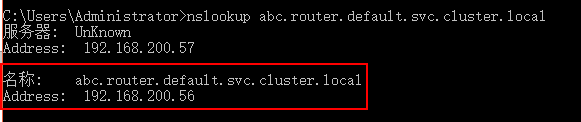 C:\Users\Administrator>nslookup abc.router.default.svc.cluster.local
服务器:  UnKnown
Address:  192.168.200.57
名称:    abc.router.default.svc.cluster.local
Address:  192.168.200.56